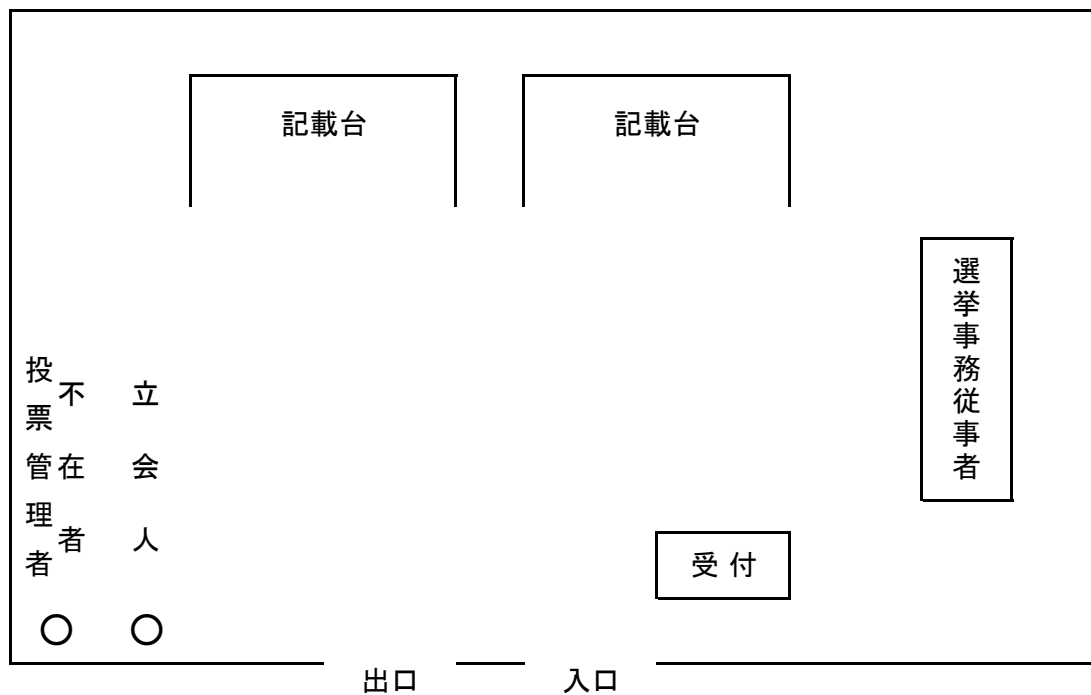 記載台
記載台
選挙事務従事者
不在者
投票管理者
立会人
受付
○
○
出口
入口